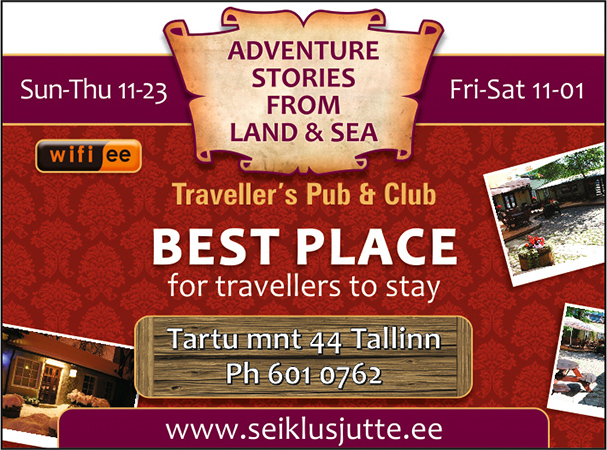 ADVENTURE
STORIES
FROM
LAND & SEA
Sun-Thu 11-23
Fri-Sat 11-01
wifi ee
Traveller's Pub & Club
BEST PLACE
for travellers to stay
Tartu mnt 44 Tallinn
Ph 601 0762
www.seiklusjutte.ee